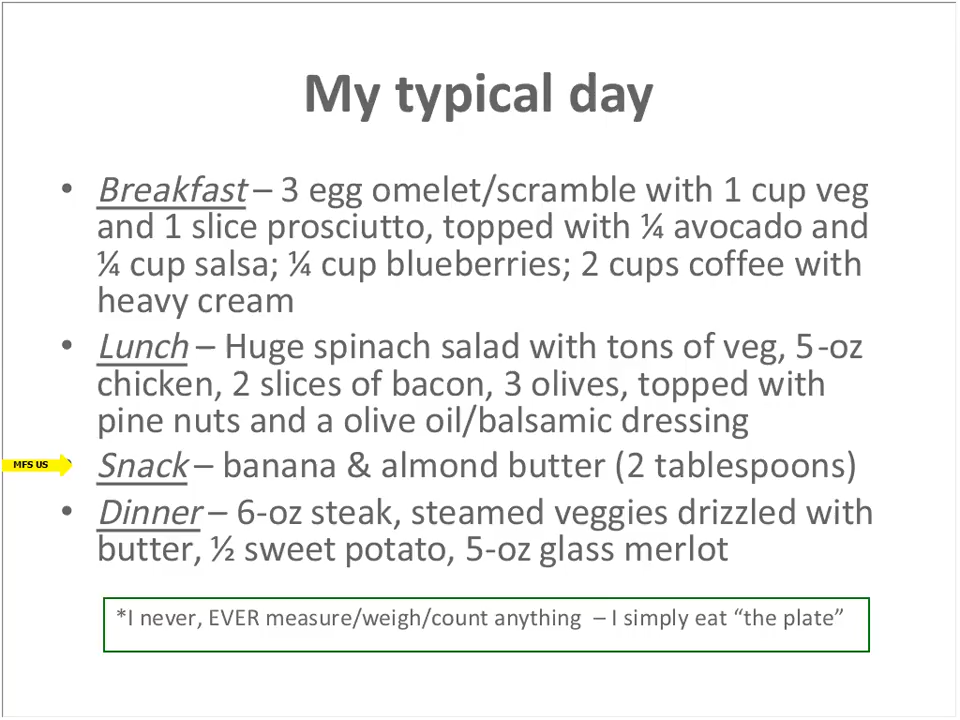 My typical day
• Breakfast – 3 egg omelet/scramble with 1 cup veg
and 1 slice prosciutto, topped with ¼ avocado and
¼ cup salsa; ¼ cup blueberries; 2 cups coffee with
heavy cream
• Lunch – Huge spinach salad with tons of veg, 5-oz
chicken, 2 slices of bacon, 3 olives, topped with
pine nuts and a olive oil/balsamic dressing
MFS US
• Snack – banana & almond butter (2 tablespoons)
• Dinner – 6-oz steak, steamed veggies drizzled with
butter, ½ sweet potato, 5-oz glass merlot
*I never, EVER measure/weigh/count anything – I simply eat “the plate”